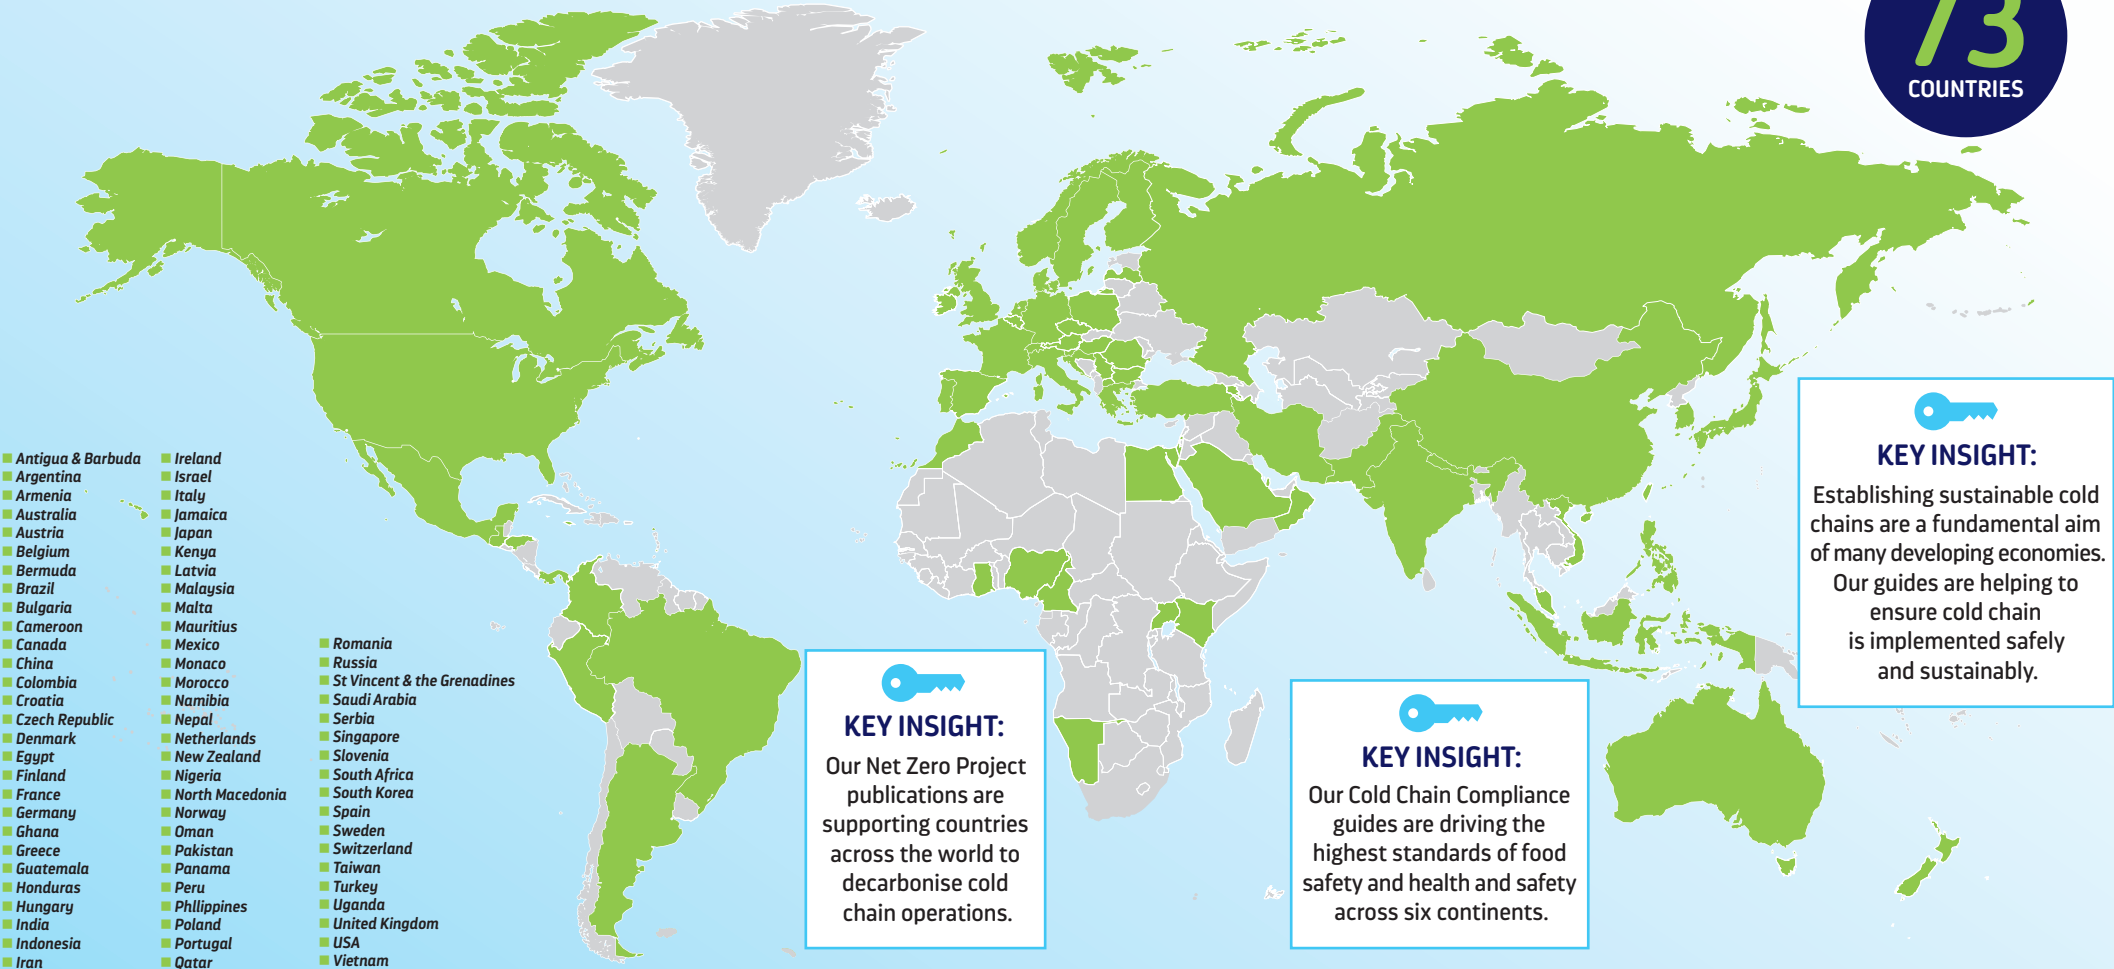 73
COUNTRIES
Antigua & Barbuda
Argentina
Armenia
Australia
Austria
Belgium
Bermuda
Brazil
Bulgaria
Cameroon
Canada
China
Colombia
Croatia
Czech Republic
Denmark
Egypt
Finland
France
Germany
Ghana
Greece
Guatemala
Honduras
Hungary
India
Indonesia
Iran
Ireland
Israel
Italy
Jamaica
Japan
Kenya
Latvia
Malaysia
Malta
Mauritius
Mexico
Monaco
Morocco
Namibia
Nepal
Netherlands
New Zealand
Nigeria
North Macedonia
Norway
Oman
Pakistan
Panama
Peru
Phllippines
Poland
Portugal
Qatar
Romania
Russia
St Vincent & the Grenadines
Saudi Arabia
Serbia
Singapore
Slovenia
South Africa
South Korea
Spain
Sweden
Switzerland
Taiwan
Turkey
Uganda
United Kingdom
USA
Vietnam
KEY INSIGHT:
Our Net Zero Project
publications are
supporting countries
across the world to
decarbonise cold
chain operations.
KEY INSIGHT:
Our Cold Chain Compliance
guides are driving the
highest standards of food
safety and health and safety
across six continents.
KEY INSIGHT:
Establishing sustainable cold
chains are a fundamental aim
of many developing economies.
Our guides are helping to
ensure cold chain
is implemented safely
and sustainably.